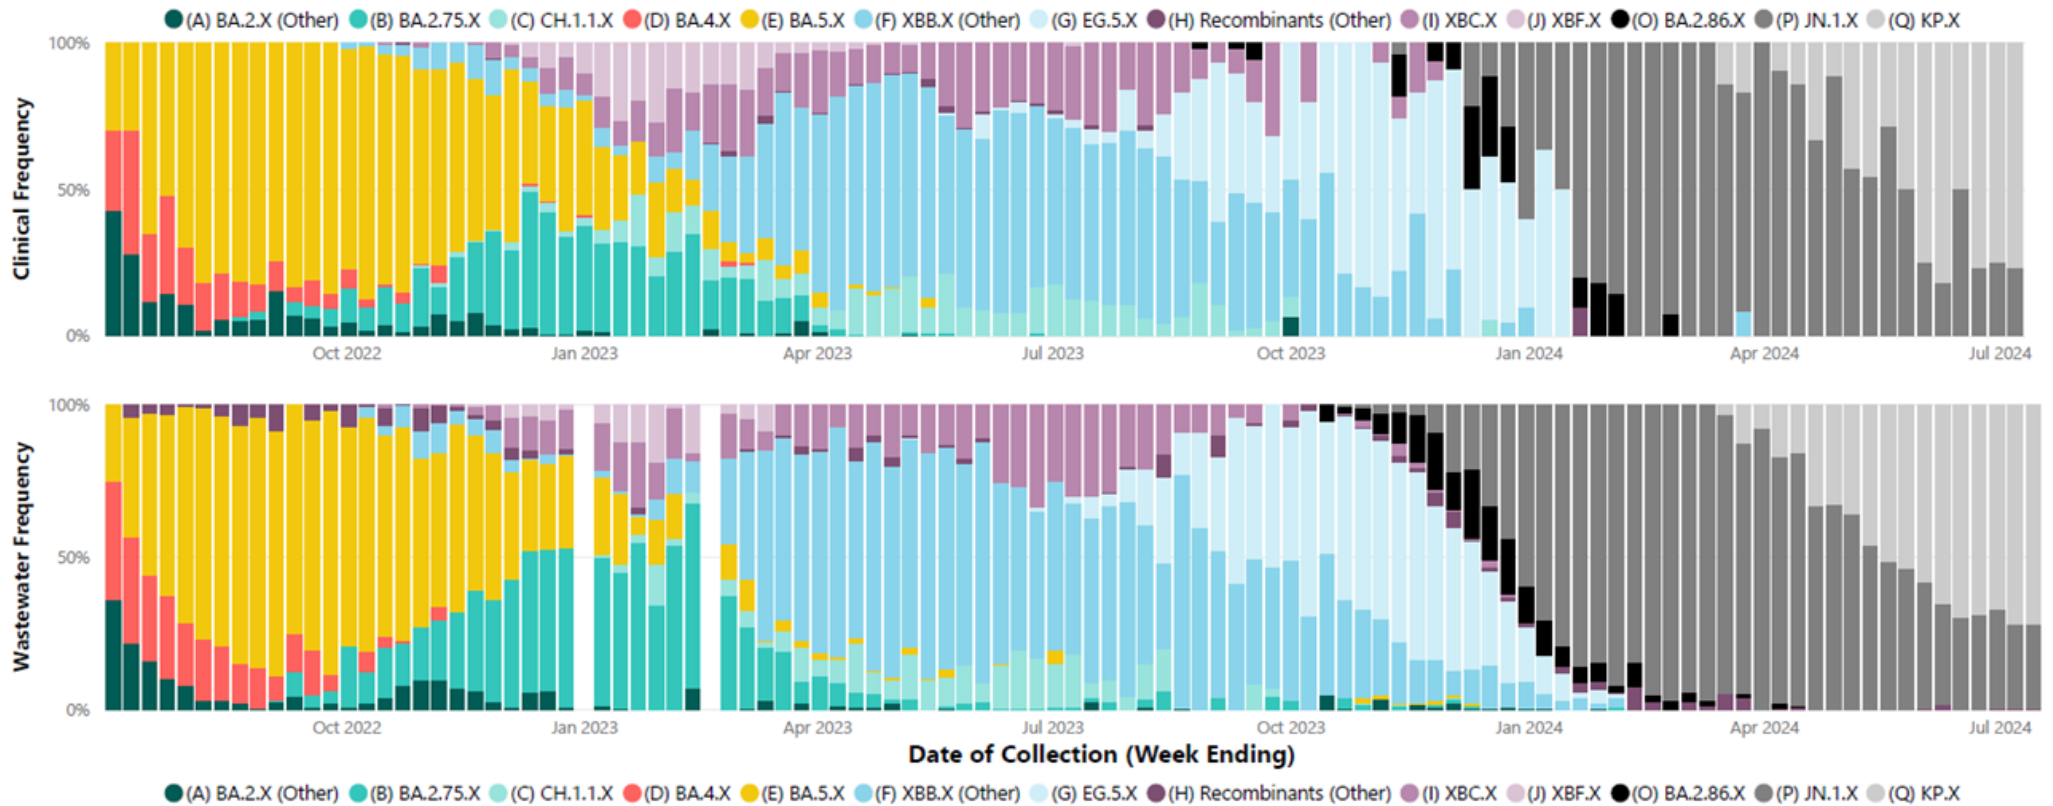 (A) BA.2.X (Other) (B) BA.2.75.X (C) CH.1.1.X (D) BA.4.X (E) BA.5.X (F) XBB.X (Other) (G) EG.5.X (H) Recombinants (Other) (I) XBC.X (J) XBF.X (O) BA.2.86.X (P) JN.1.X (Q) KP.X
Clinical Frequency
100%
50%
0%
Oct 2022 Jan 2023 Apr 2023 Jul 2023 Oct 2023 Jan 2024 Apr 2024 Jul 2024
Wastewater Frequency
100%
50%
0%
Oct 2022 Jan 2023 Apr 2023 Jul 2023 Oct 2023 Jan 2024 Apr 2024 Jul 2024
Date of Collection (Week Ending)
(A) BA.2.X (Other) (B) BA.2.75.X (C) CH.1.1.X (D) BA.4.X (E) BA.5.X (F) XBB.X (Other) (G) EG.5.X (H) Recombinants (Other) (I) XBC.X (J) XBF.X (O) BA.2.86.X (P) JN.1.X (Q) KP.X